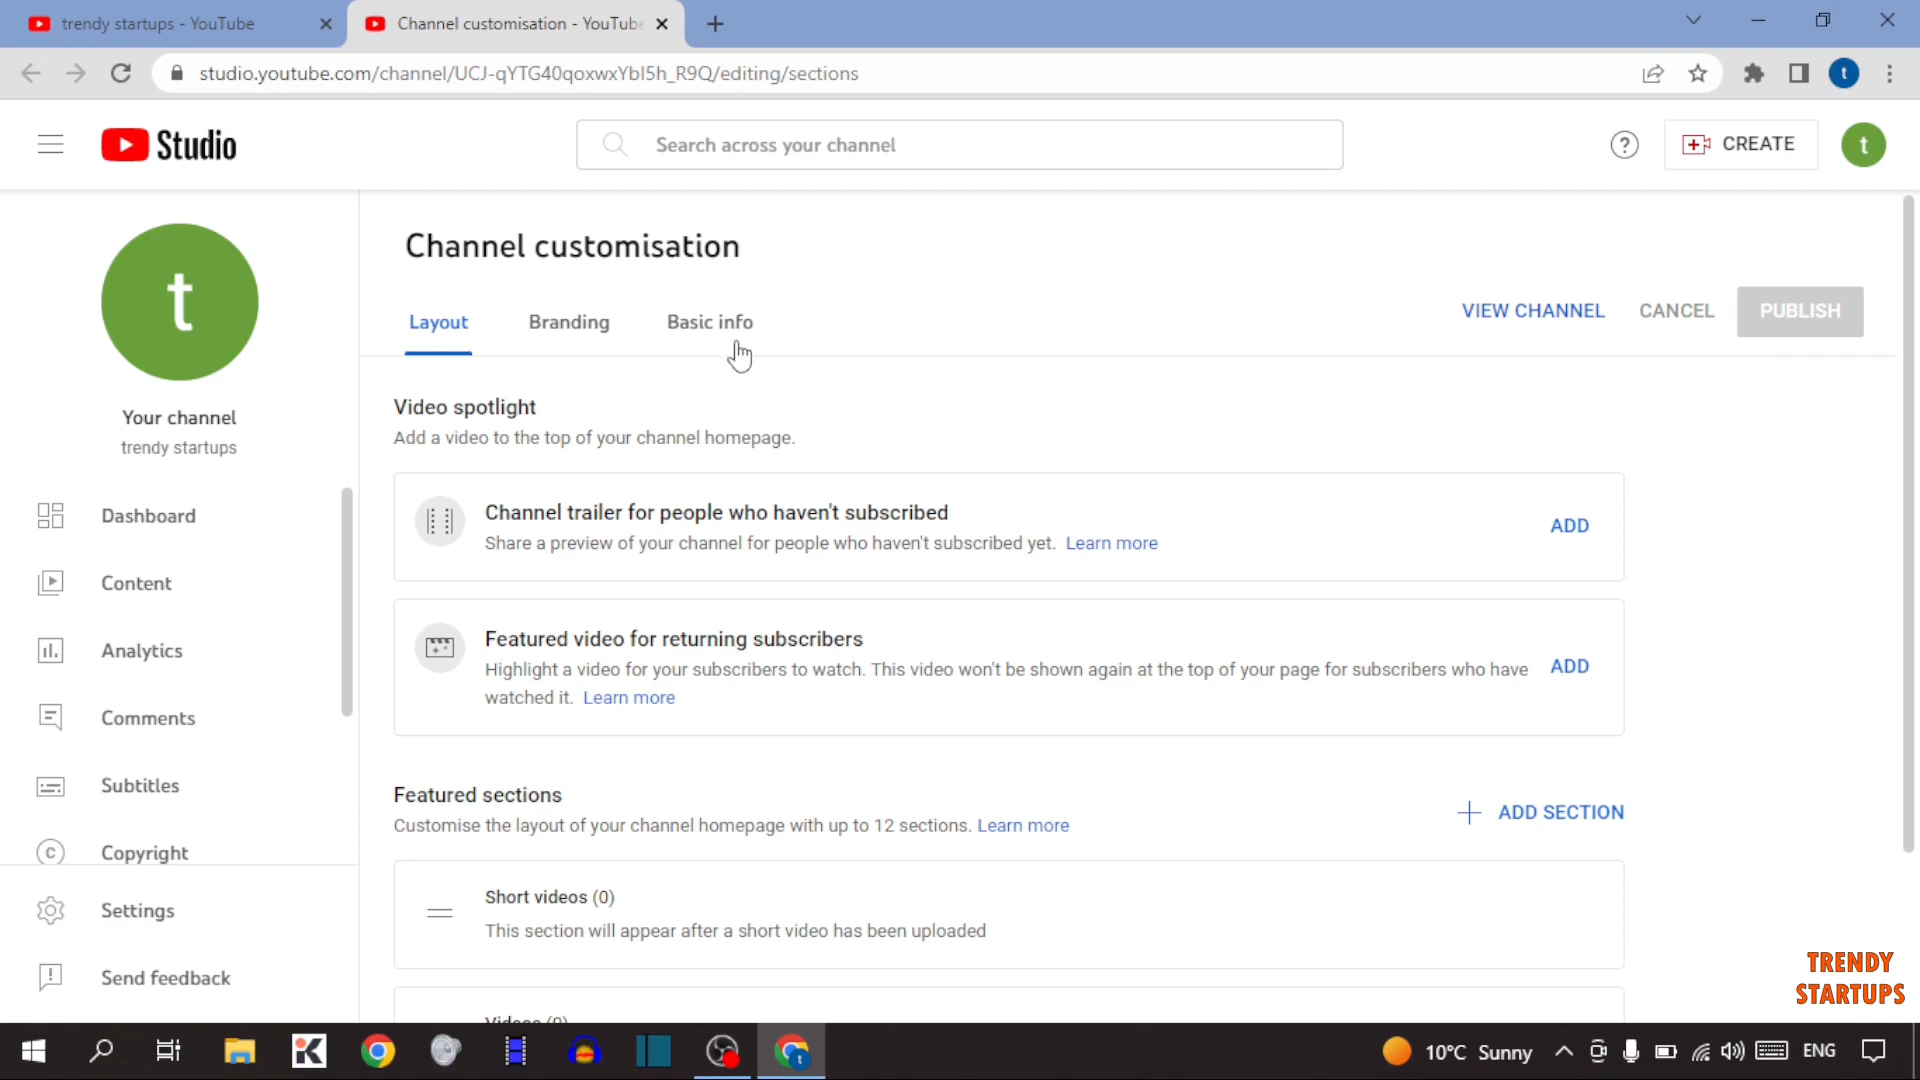 trendy startups - YouTube
Channel customisation - YouTube
studio.youtube.com/channel/UCJ-qYTG40qoxwxYbI5h_R9Q/editing/sections
t
Studio
Search across your channel
?
CREATE
t
t
Your channel
trendy startups
Dashboard
Content
Analytics
Comments
Subtitles
Copyright
Settings
Send feedback
Channel customisation
Layout
Branding
Basic info
VIEW CHANNEL
CANCEL
PUBLISH
Video spotlight
Add a video to the top of your channel homepage.
Channel trailer for people who haven't subscribed
Share a preview of your channel for people who haven't subscribed yet. Learn more
ADD
Featured video for returning subscribers
Highlight a video for your subscribers to watch. This video won't be shown again at the top of your page for subscribers who have
watched it. Learn more
ADD
Featured sections
Customise the layout of your channel homepage with up to 12 sections. Learn more
ADD SECTION
Short videos (0)
This section will appear after a short video has been uploaded
Videos (0)
TRENDY
STARTUPS
10°C Sunny
ENG